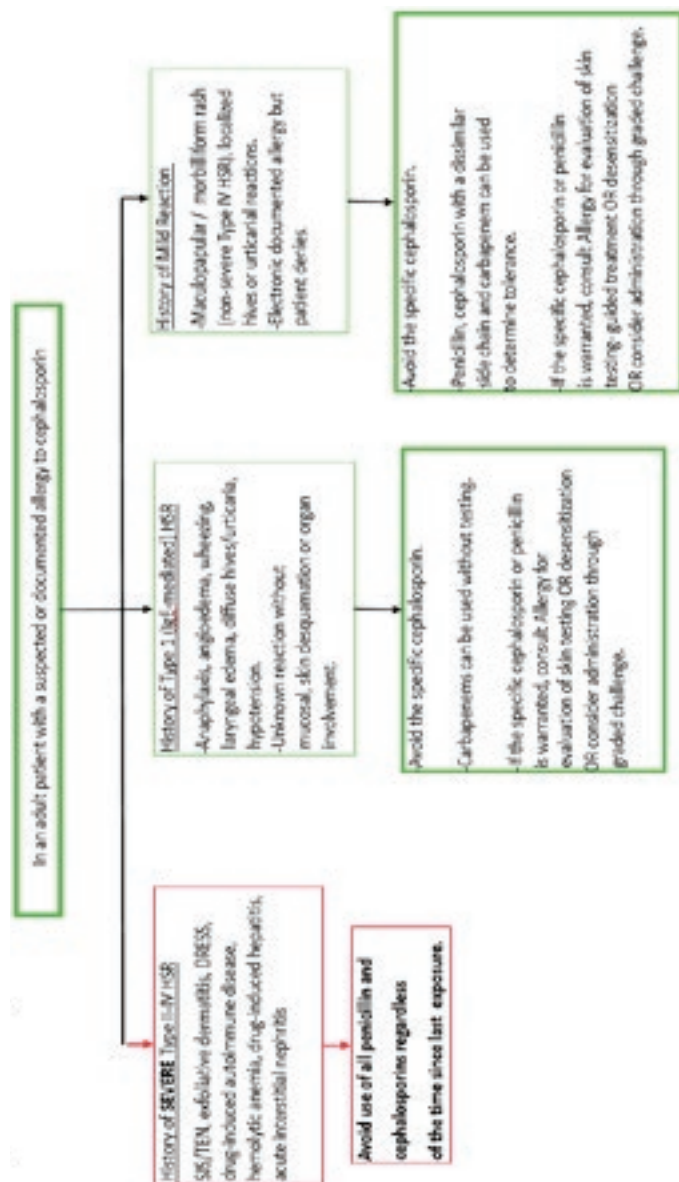 In an adult patient with a suspected or documented allergy to cephalosporin
History of SEVERE Type II-IV HSR
SJS/TEN, exfoliative dermatitis, DRESS,
drug-induced autoimmune disease,
hemolytic anemia, drug-induced hepatitis,
acute interstitial nephritis
Avoid use of all penicillin and
cephalosporins regardless
of the time since last exposure.
History of Type 1 (IgE-mediated) HSR
-Anaphylaxis, angioedema, wheezing,
laryngeal edema, diffuse hives/urticaria,
hypotension.
-Unknown reaction without
mucosal, skin desquamation or organ
involvement.
-Avoid the specific cephalosporin.
-Carbapenems can be used without testing.
-If the specific cephalosporin or penicillin
is warranted, consult Allergy for
evaluation of skin testing OR desensitization
OR consider administration through
graded challenge.
History of Mild Reaction
-Maculopapular / morbilliform rash
(non-severe Type IV HSR), localized
hives or urticarial reactions.
-Electronic documented allergy but
patient denies.
-Avoid the specific cephalosporin.
-Penicillin, cephalosporin with a dissimilar
side chain and carbapenem can be used
to determine tolerance.
-If the specific cephalosporin or penicillin
is warranted, consult Allergy for evaluation of skin
testing-guided treatment OR desensitization
OR consider administration through graded challenge.